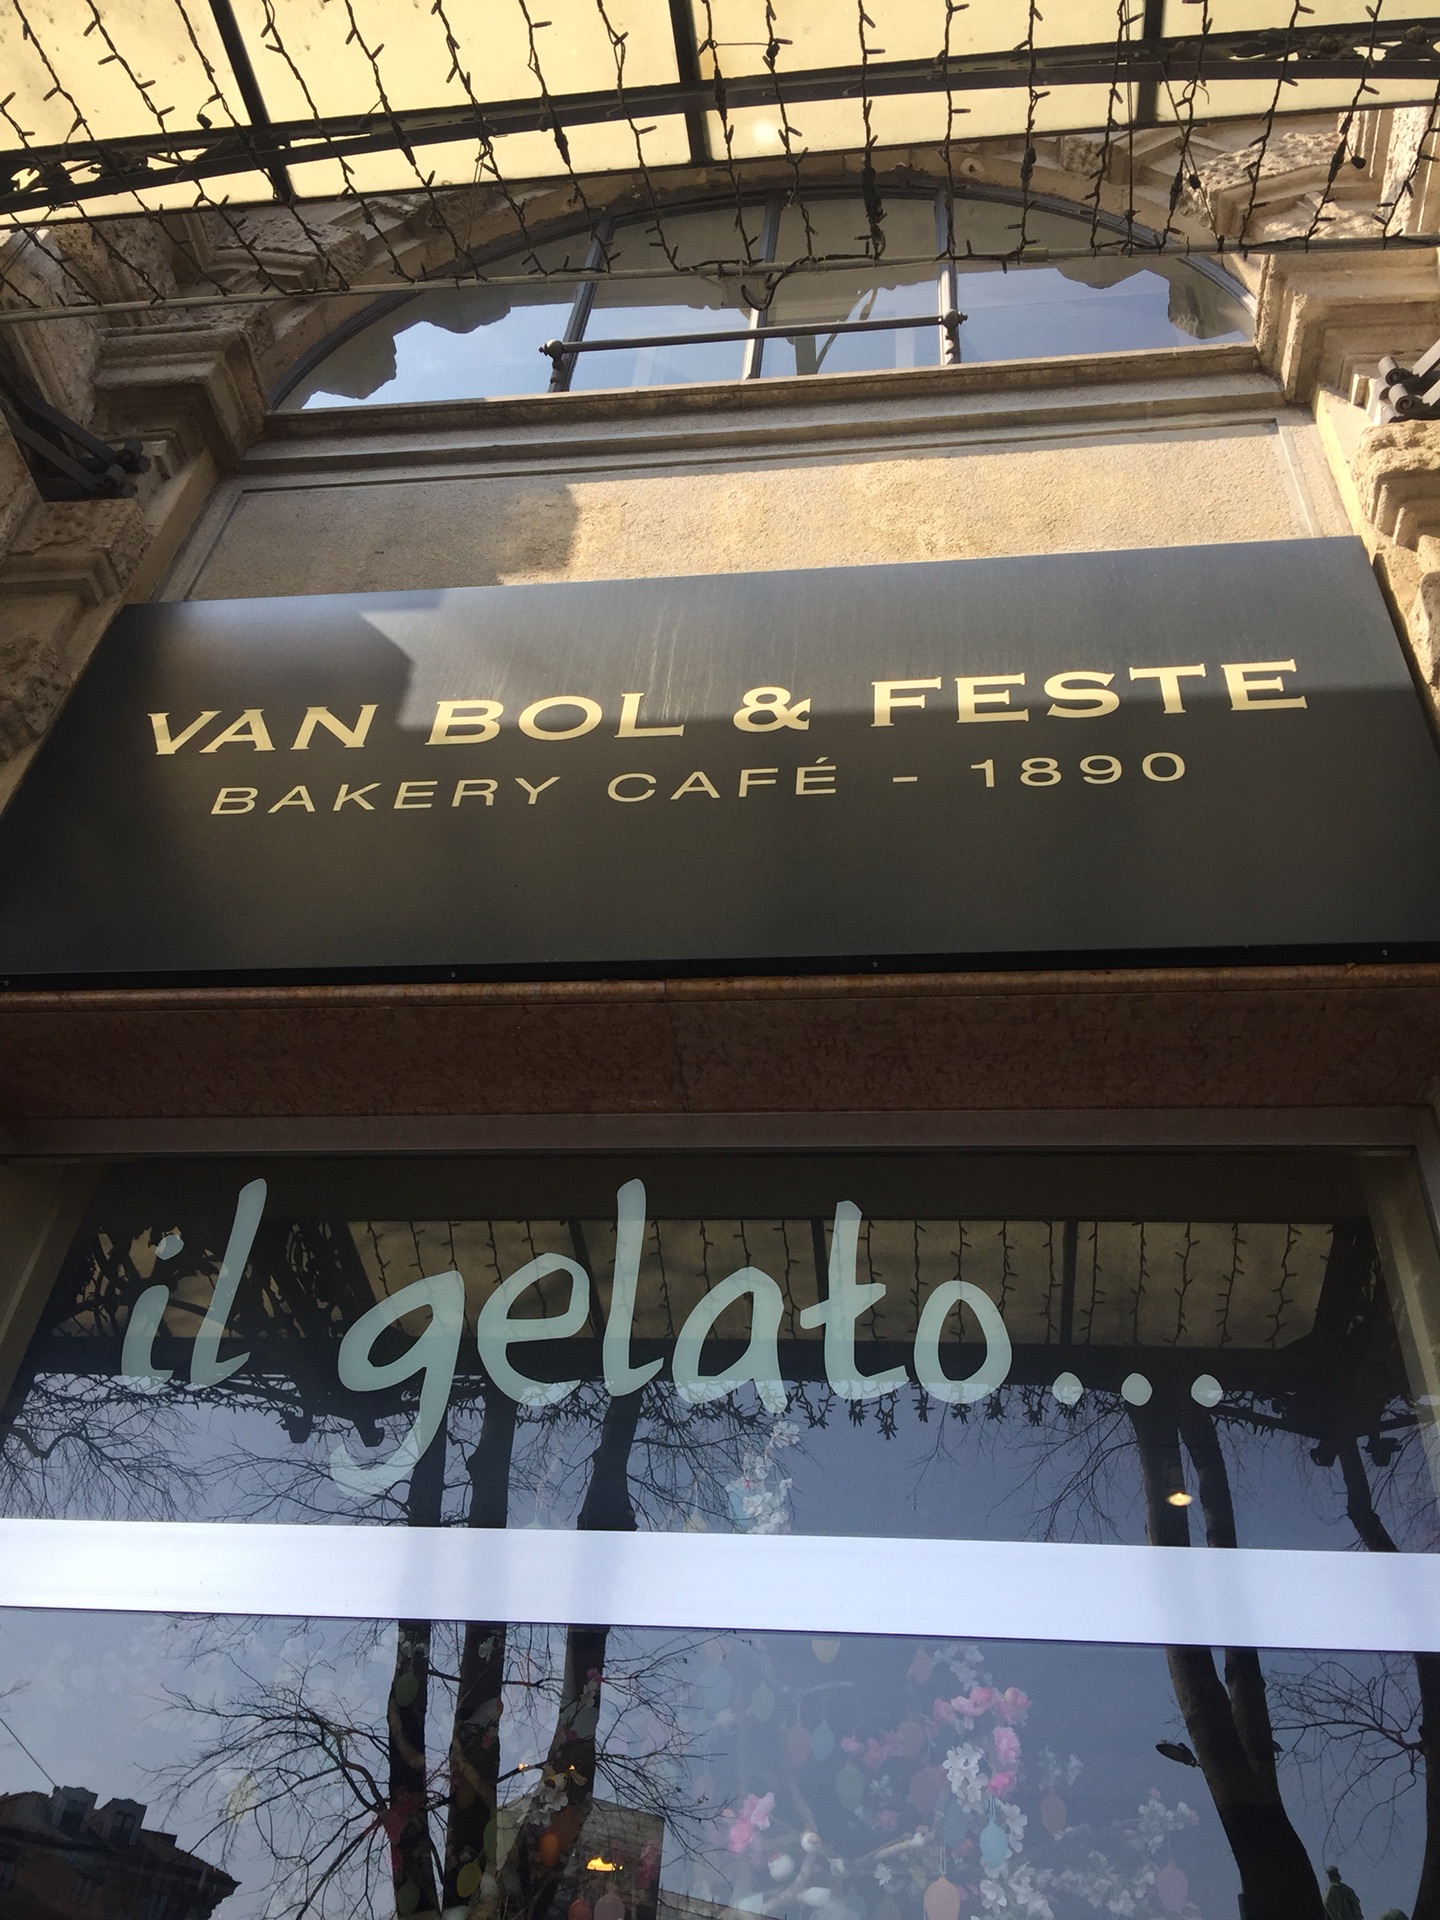 VAN BOL & FESTE
BAKERY CAFÉ - 1890
il gelato...